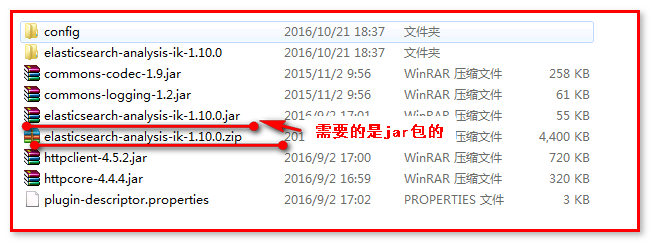 config 2016/10/21 18:37 文件夹
elasticsearch-analysis-ik-1.10.0 2016/10/21 18:37 文件夹
commons-codec-1.9.jar 2015/11/2 9:56 WinRAR 压缩文件 258 KB
commons-logging-1.2.jar 2015/11/2 9:56 WinRAR 压缩文件 61 KB
elasticsearch-analysis-ik-1.10.0.jar 2016/9/2 17:01 WinRAR 压缩文件 55 KB
需要的是jar包的
elasticsearch-analysis-ik-1.10.0.zip 201 4,400 KB
httpclient-4.5.2.jar 2016/9/2 17:00 WinRAR 压缩文件 720 KB
httpcore-4.4.4.jar 2016/9/2 16:59 WinRAR 压缩文件 320 KB
plugin-descriptor.properties 2016/9/2 17:02 PROPERTIES 文件 3 KB